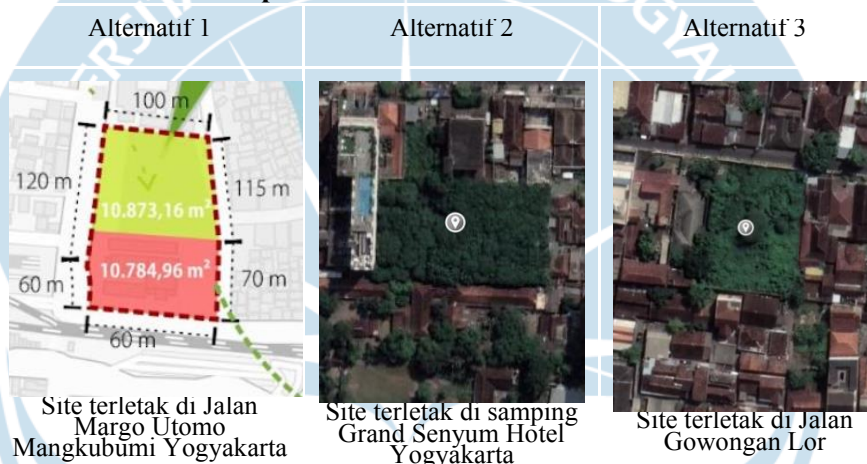 Alternatif 1
Alternatif 2
Alternatif 3
100 m
120 m
115 m
10.873,16 m²
10.784,96 m²
60 m
70 m
60 m
Site terletak di Jalan
Margo Utomo
Mangkubumi Yogyakarta
Site terletak di samping
Grand Senyum Hotel
Yogyakarta
Site terletak di Jalan
Gowongan Lor